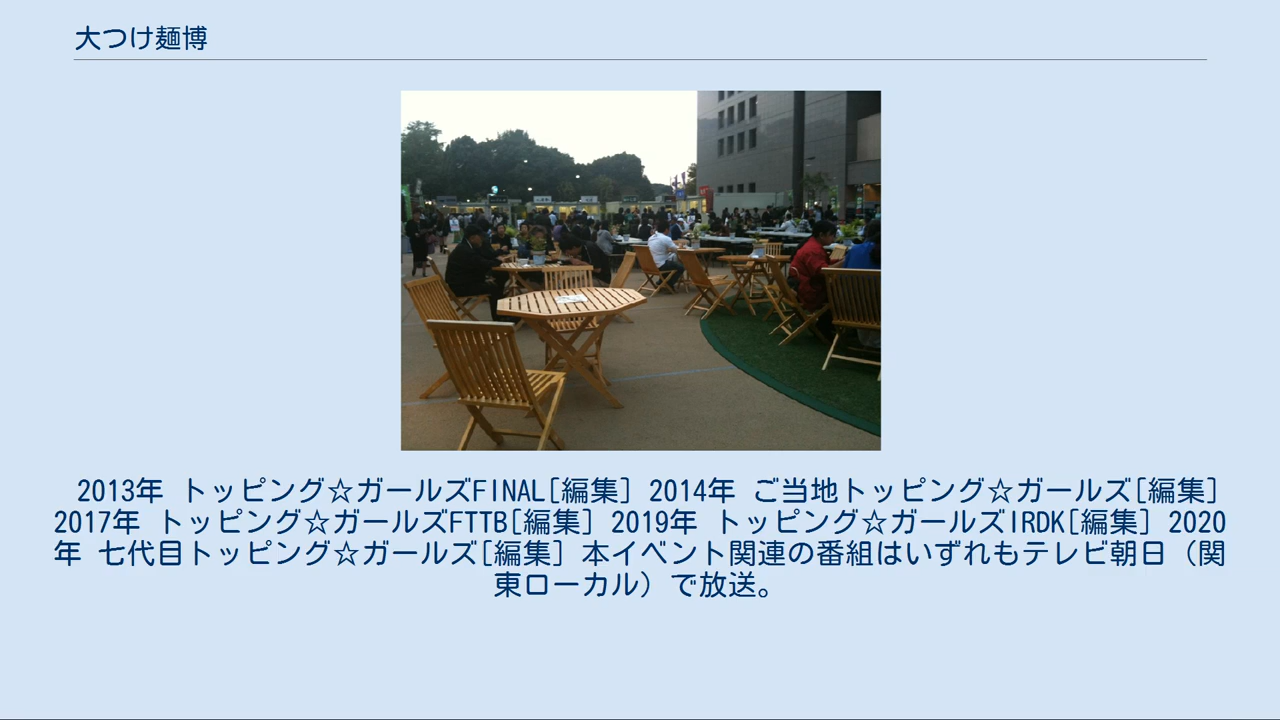 大つけ麺博
2013年 トッピング☆ガールズFINAL[編集] 2014年 ご当地トッピング☆ガールズ[編集]
2017年 トッピング☆ガールズFTTB[編集] 2019年 トッピング☆ガールズIRDK[編集] 2020
年 七代目トッピング☆ガールズ[編集] 本イベント関連の番組はいずれもテレビ朝日（関
東ローカル）で放送。